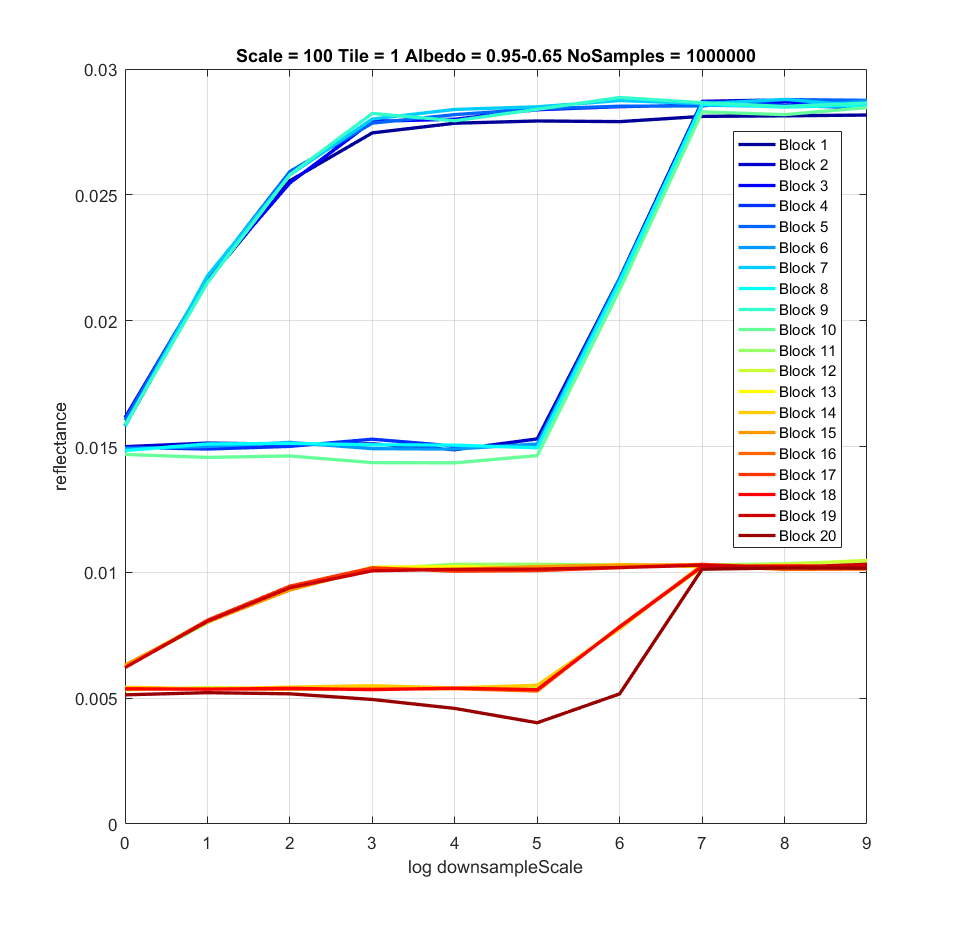 Scale = 100 Tile = 1 Albedo = 0.95-0.65 NoSamples = 1000000
0.03
0.025
0.02
0.015
0.01
0.005
0
reflectance
Block 1
Block 2
Block 3
Block 4
Block 5
Block 6
Block 7
Block 8
Block 9
Block 10
Block 11
Block 12
Block 13
Block 14
Block 15
Block 16
Block 17
Block 18
Block 19
Block 20
0 1 2 3 4 5 6 7 8 9
log downsampleScale